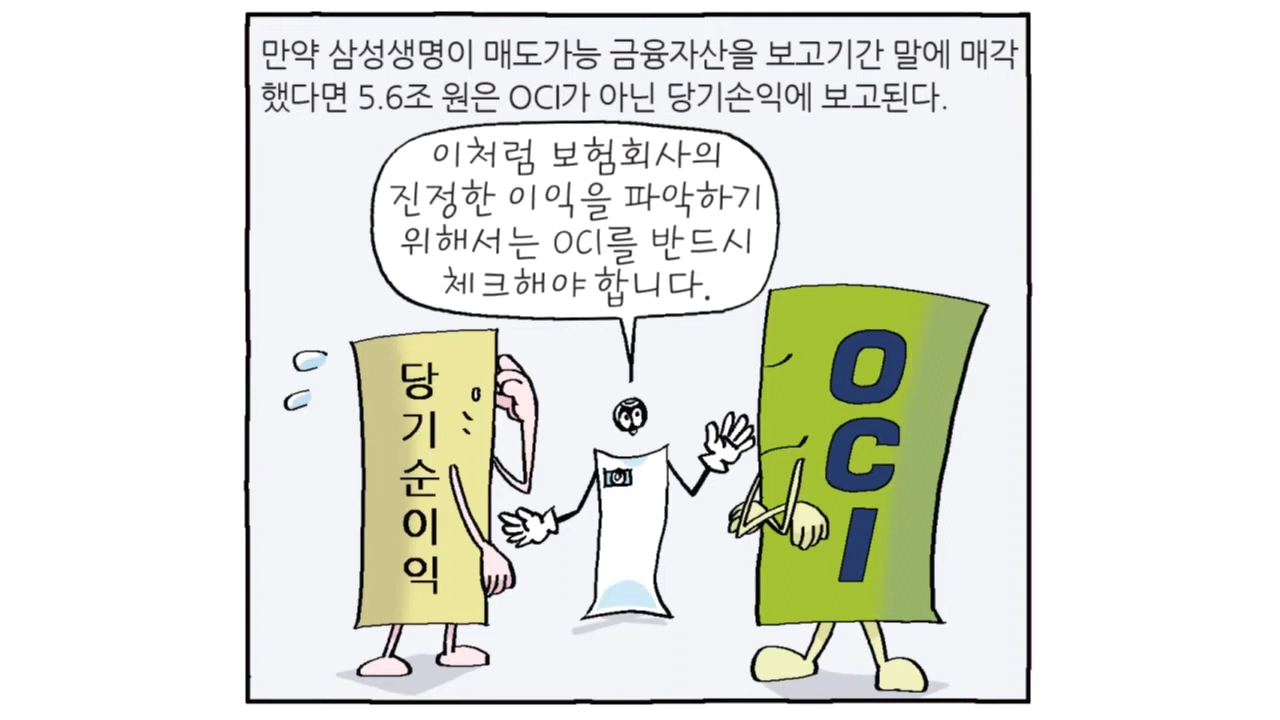 만약 삼성생명이 매도가능 금융자산을 보고기간 말에 매각
했다면 5.6조 원은 OCI가 아닌 당기손익에 보고된다.
이처럼 보험회사의
진정한 이익을 파악하기
위해서는 OCI를 반드시
체크해야 합니다.
당기순이익
OCI